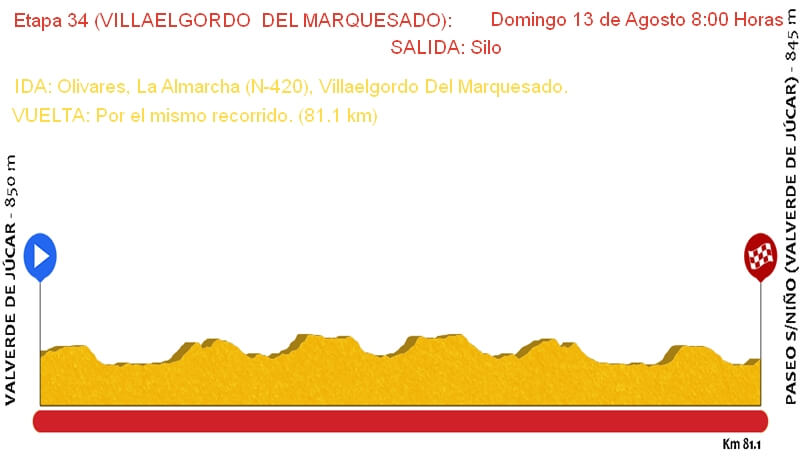 Etapa 34 (VILLAELGORDO DEL MARQUESADO): Domingo 13 de Agosto 8:00 Horas
SALIDA: Silo
IDA: Olivares, La Almarcha (N-420), Villaelgordo Del Marquesado.
VUELTA: Por el mismo recorrido. (81.1 km)
VALVERDE DE JÚCAR - 850 m
PASEO S/NIÑO (VALVERDE DE JÚCAR) - 845 m
Km 81.1